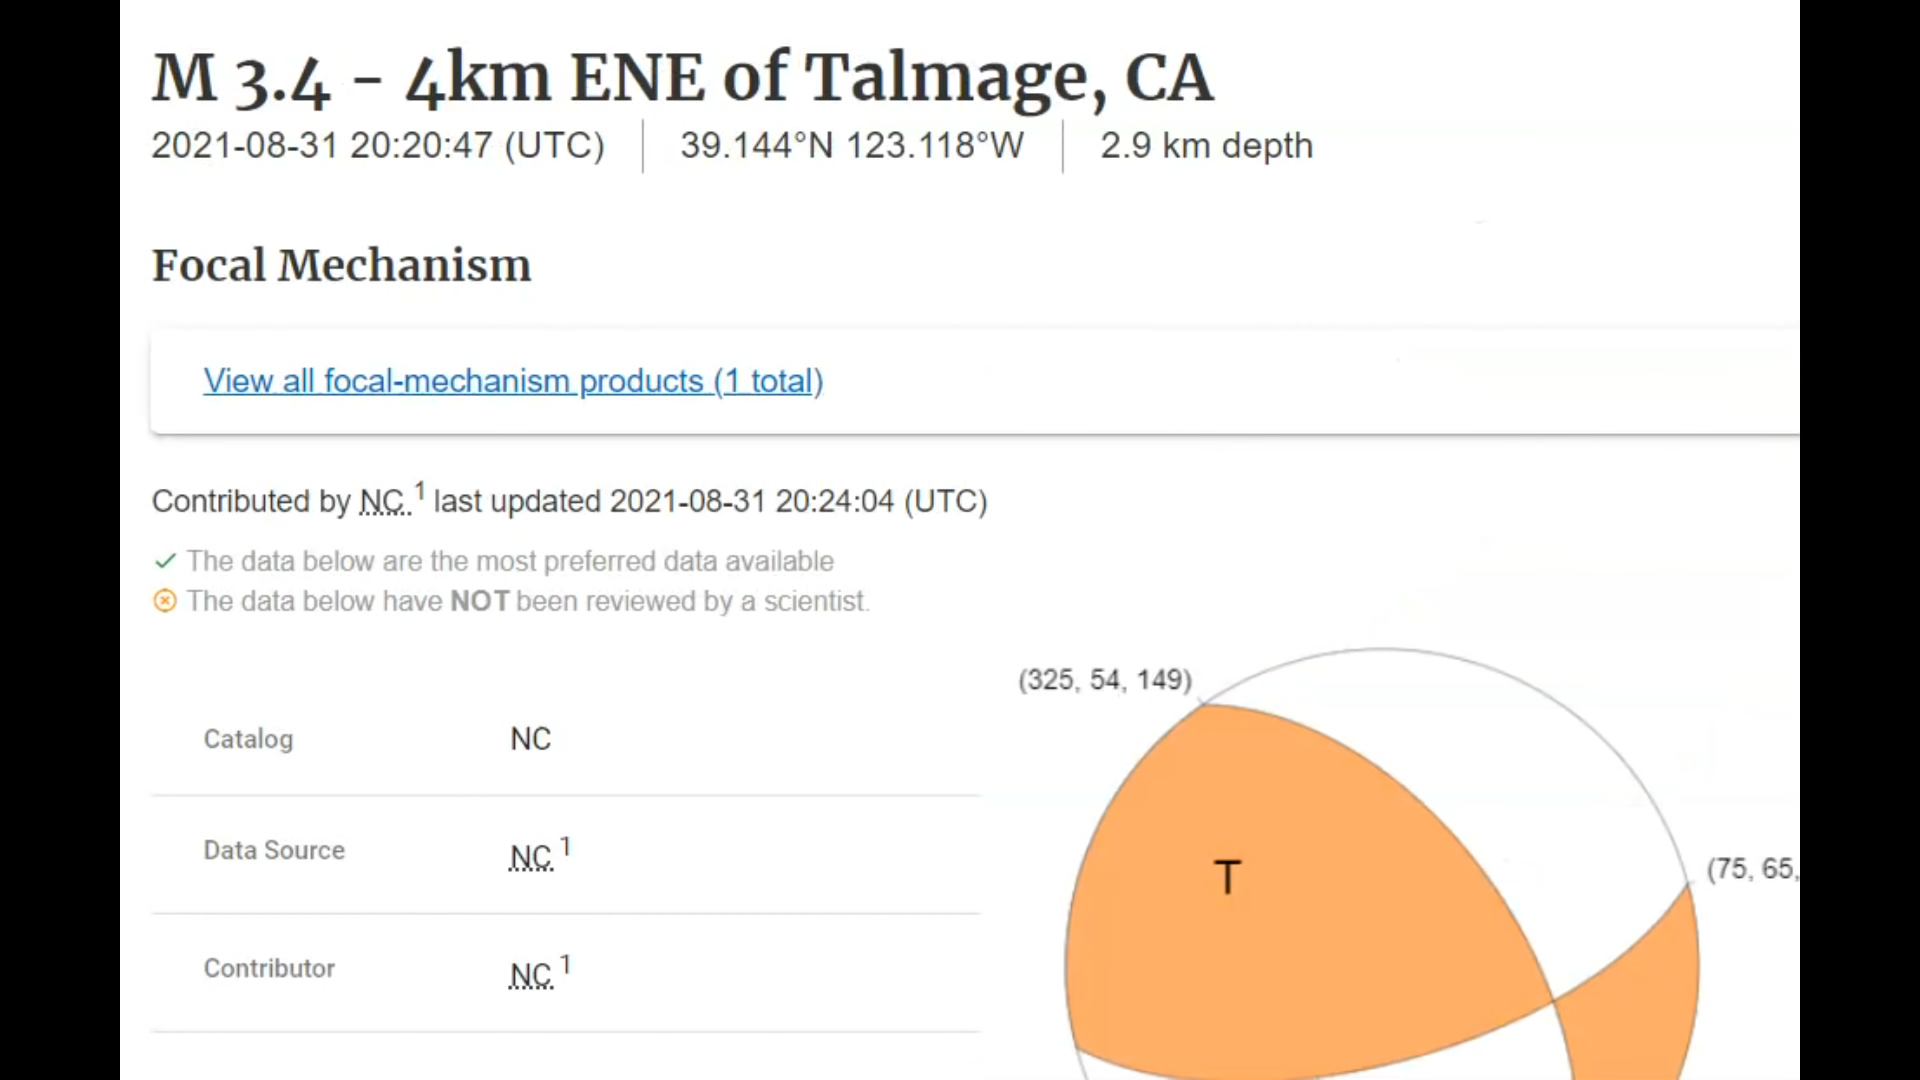 M 3.4 - 4km ENE of Talmage, CA
2021-08-31 20:20:47 (UTC) 39.144°N 123.118°W 2.9 km depth
Focal Mechanism
View all focal-mechanism products (1 total)
Contributed by NC 1 last updated 2021-08-31 20:24:04 (UTC)
The data below are the most preferred data available
The data below have NOT been reviewed by a scientist.
(325, 54, 149)
Catalog NC
Data Source NC 1
T
(75, 65,
Contributor NC 1